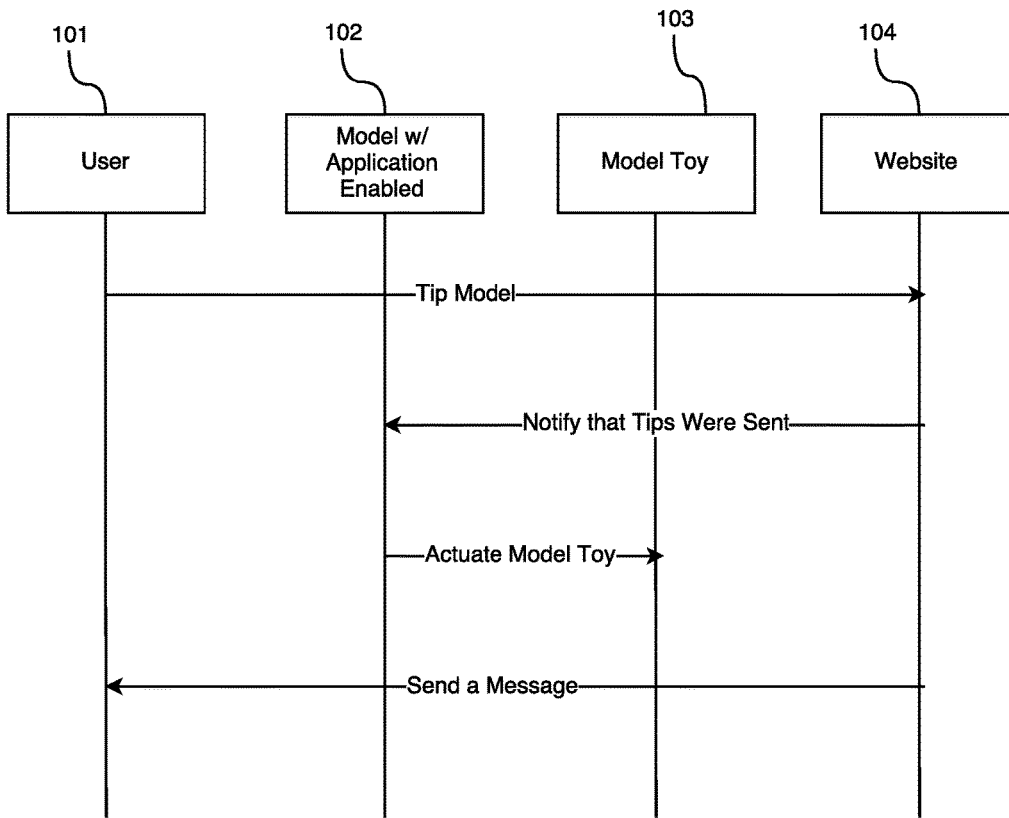 101
102
103
104
User
Model w/
Application
Enabled
Model Toy
Website
Tip Model
Notify that Tips Were Sent
Actuate Model Toy
Send a Message